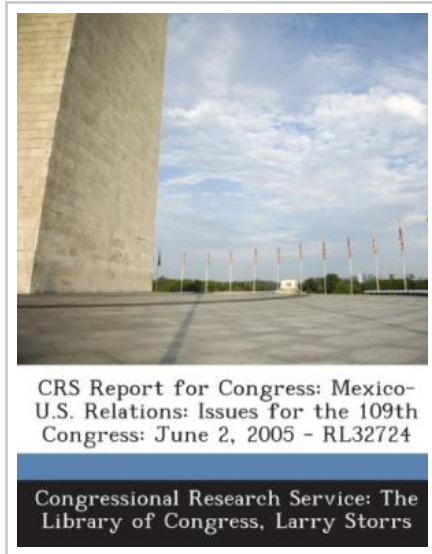 CRS Report for Congress: Mexico-
U.S. Relations: Issues for the 109th
Congress: June 2, 2005 - RL32724
Congressional Research Service: The
Library of Congress, Larry Storrs